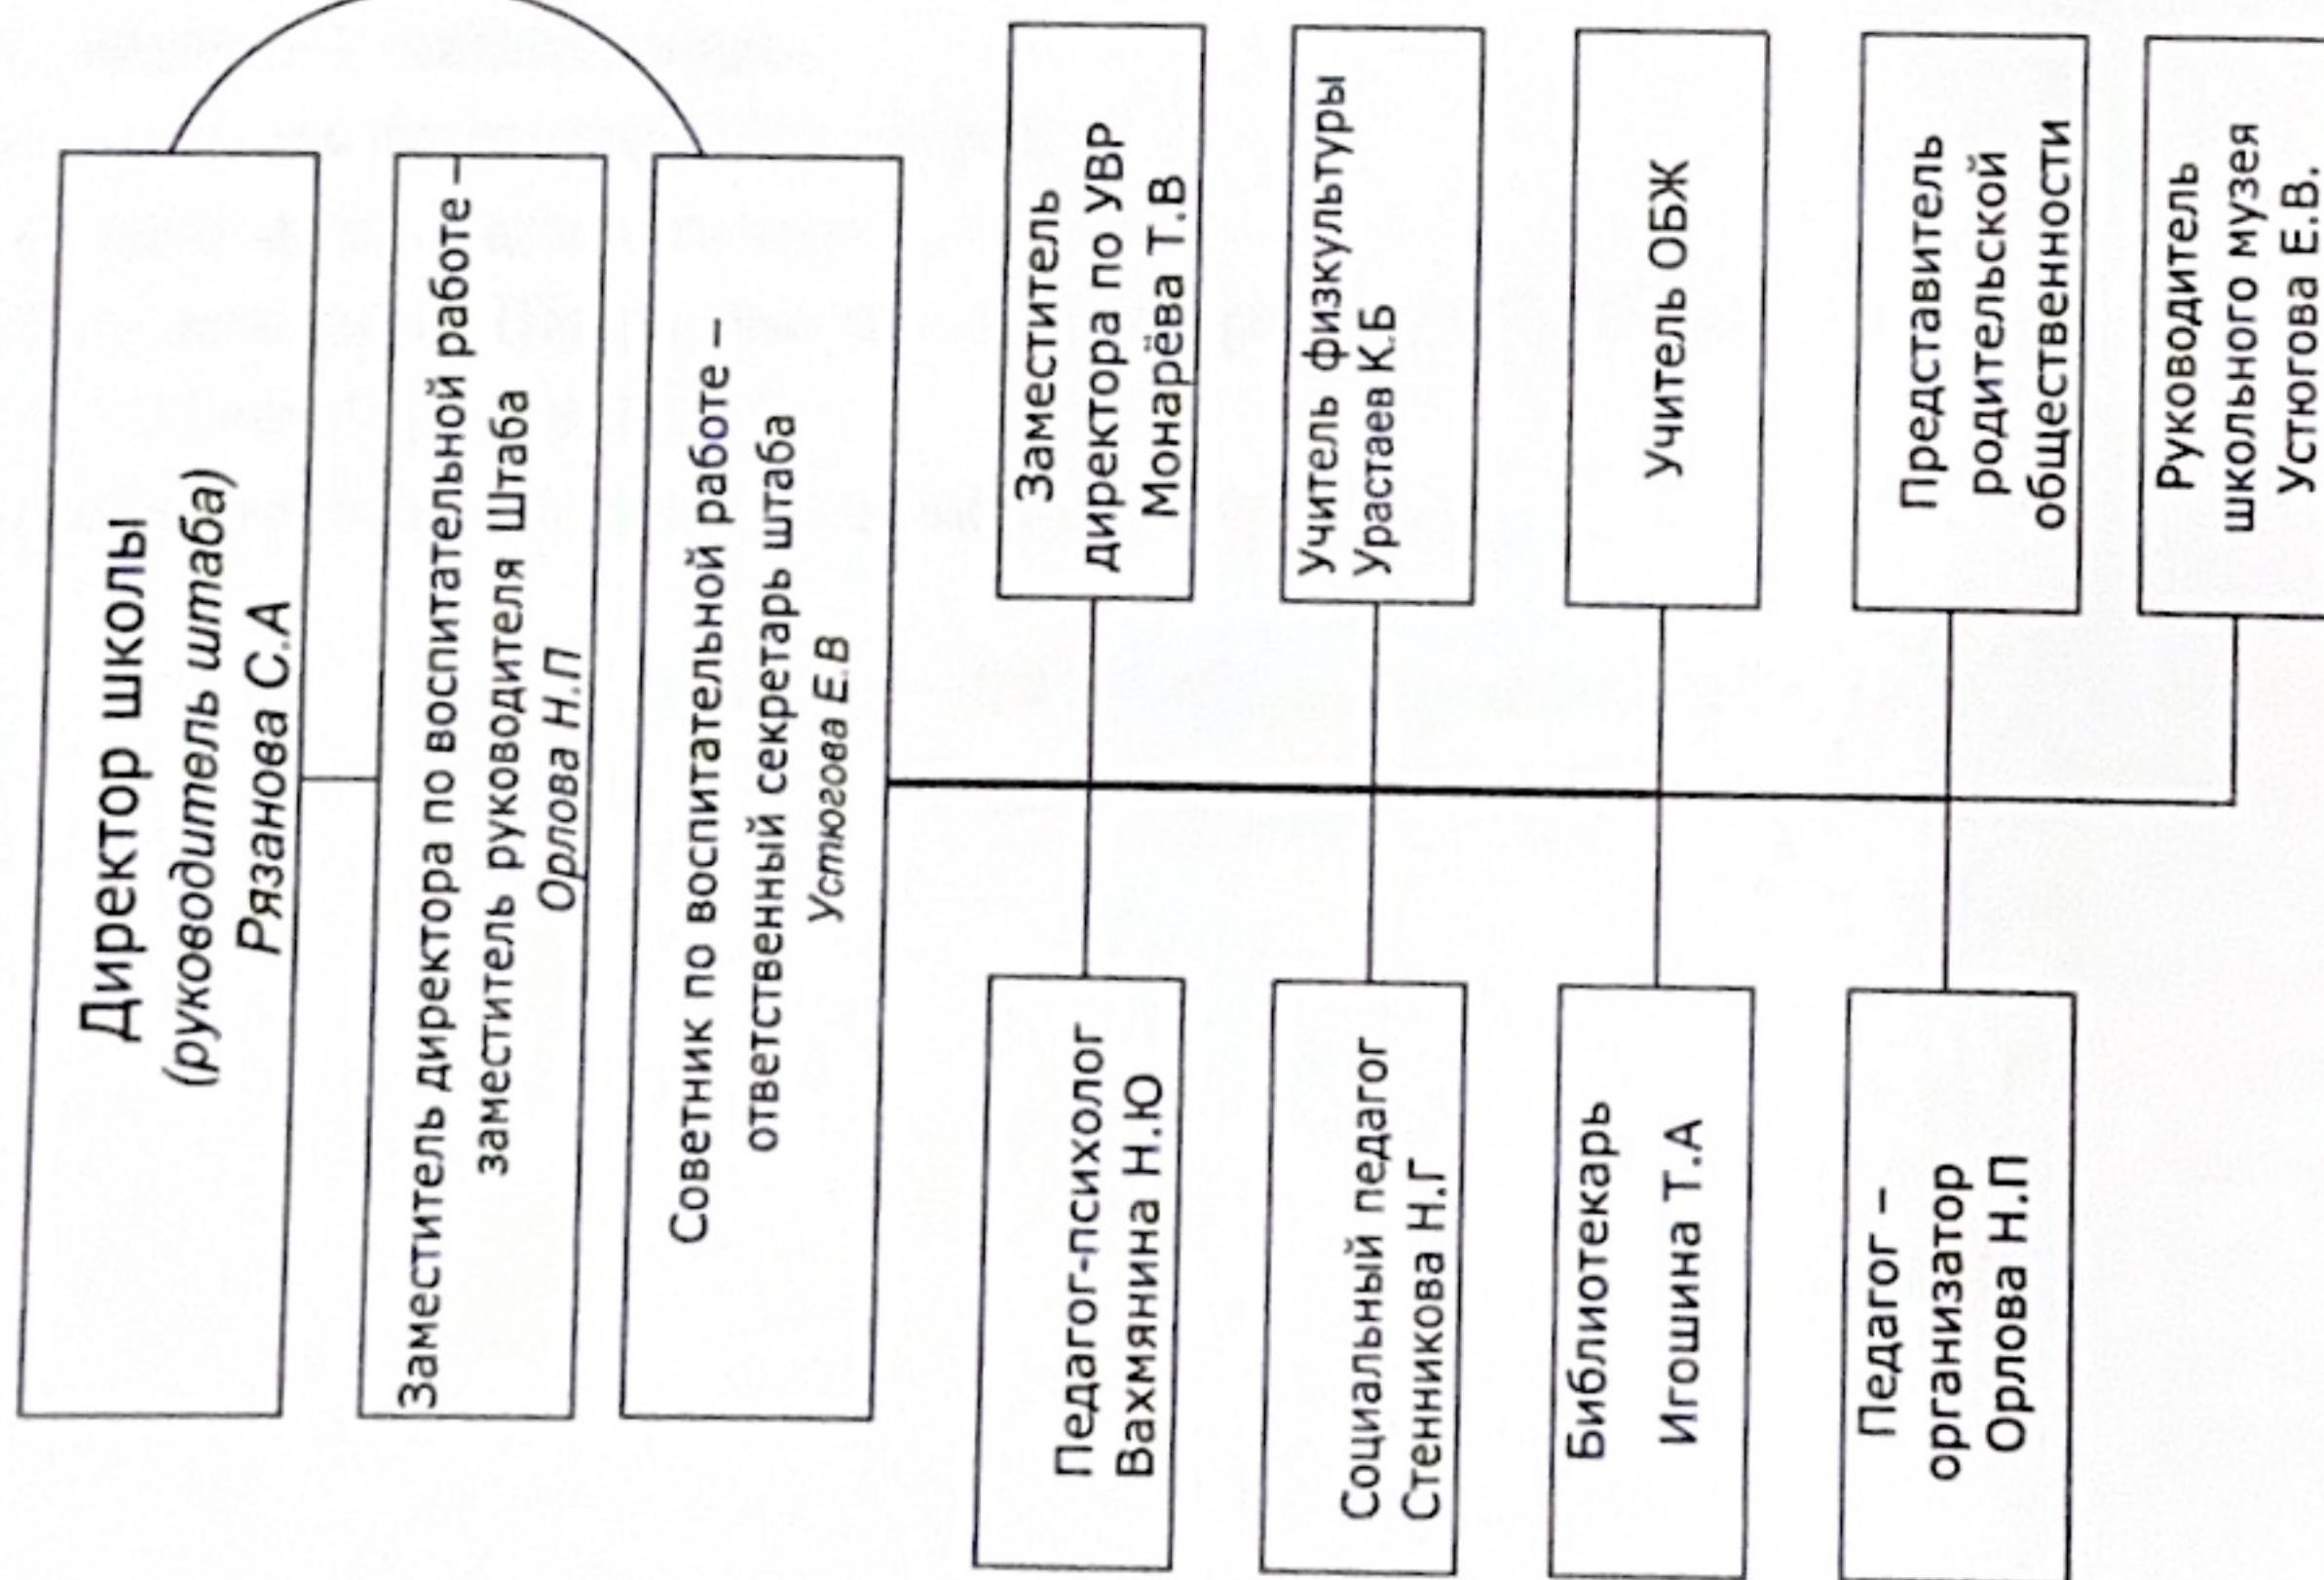 Директор школы
(руководитель штаба)
Рязанова С.А
Заместитель директора по воспитательной работе –
заместитель руководителя Штаба
Орлова Н.П
Советник по воспитательной работе –
ответственный секретарь штаба
Устюгова Е.В
Педагог-психолог
Вахмянина Н.Ю
Заместитель
директора по УВР
Монарёва Т.В
Социальный педагог
Стенникова Н.Г
Учитель физкультуры
Урастаев К.Б
Библиотекарь
Игошина Т.А
Учитель ОБЖ
Педагог –
организатор
Орлова Н.П
Представитель
родительской
общественности
Руководитель
школьного музея
Устюгова Е.В.